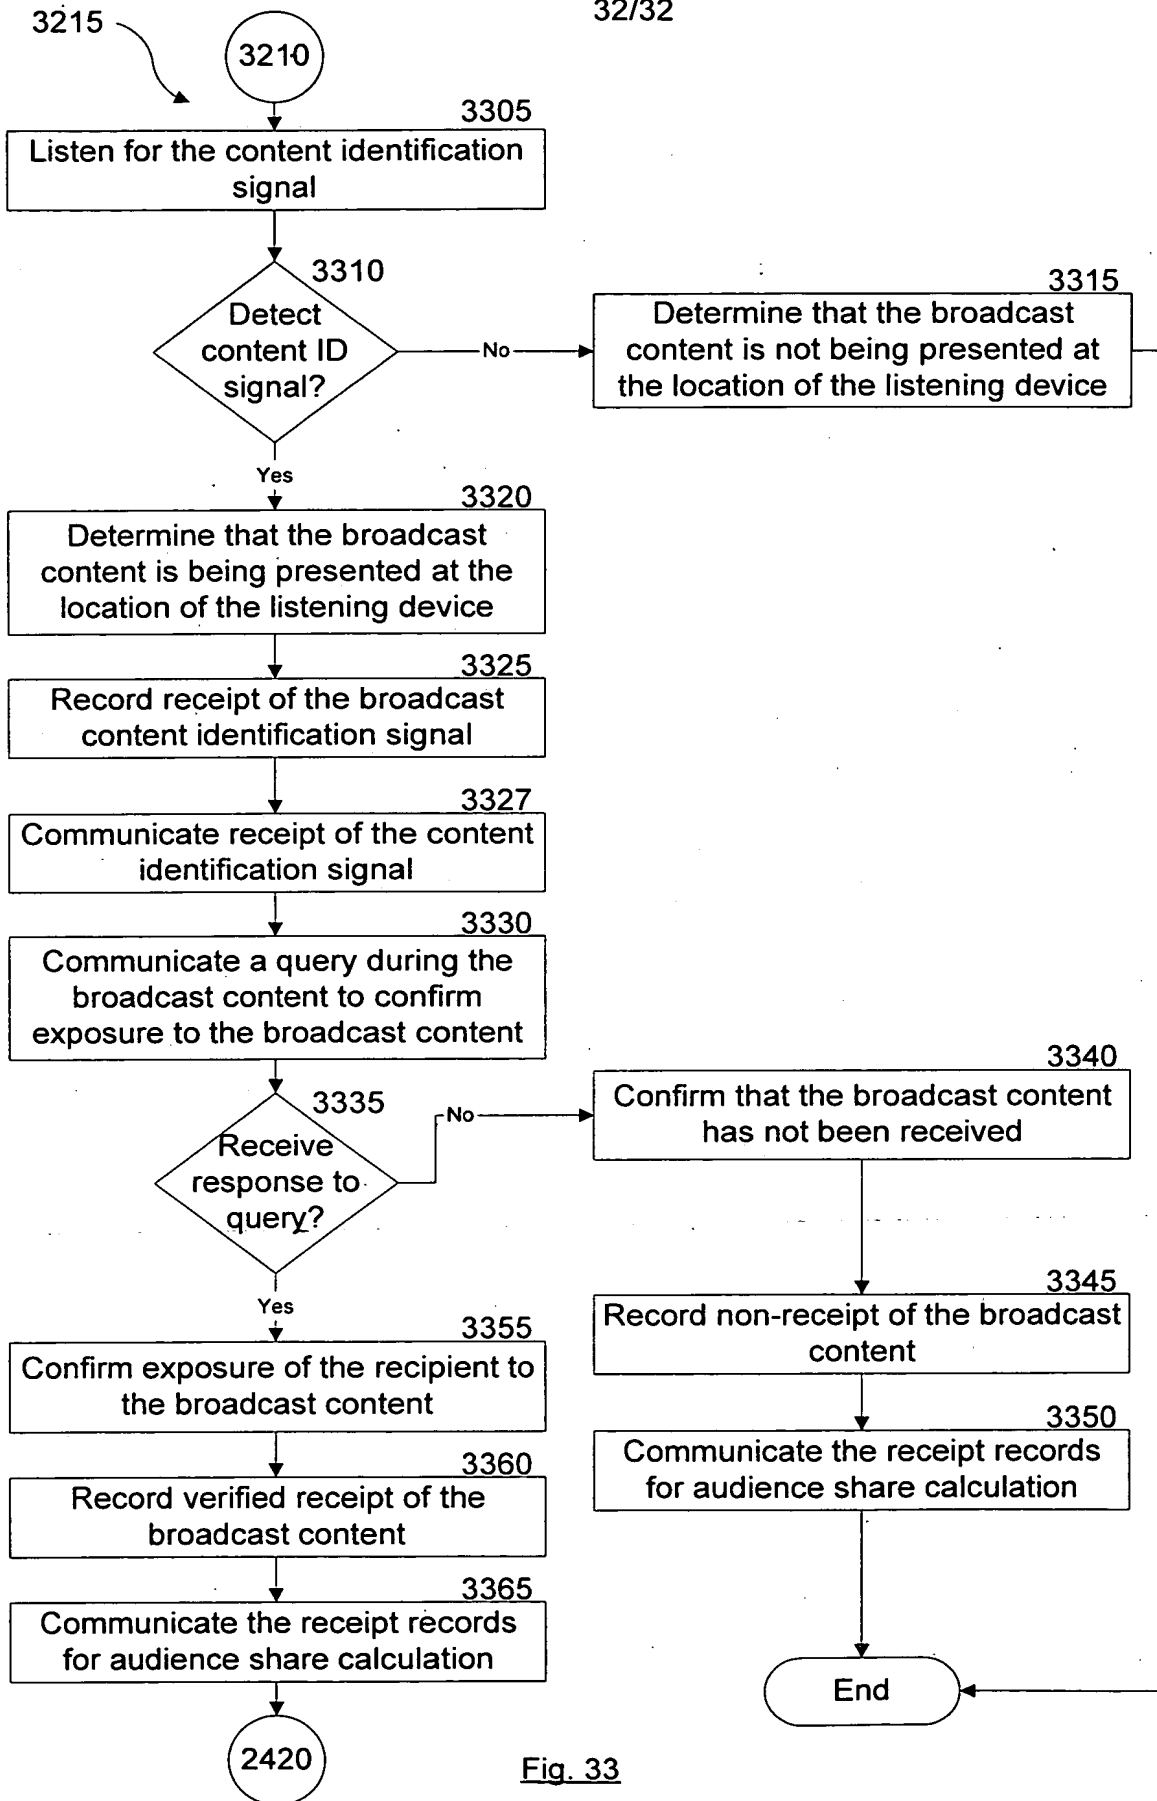 32/32
3215
3210
3305
Listen for the content identification
signal
3310
Detect
content ID
signal?
No
3315
Determine that the broadcast
content is not being presented at
the location of the listening device
Yes
3320
Determine that the broadcast
content is being presented at the
location of the listening device
3325
Record receipt of the broadcast
content identification signal
3327
Communicate receipt of the content
identification signal
3330
Communicate a query during the
broadcast content to confirm
exposure to the broadcast content
3335
Receive
response to
query?
No
3340
Confirm that the broadcast content
has not been received
3345
Record non-receipt of the broadcast
content
3350
Communicate the receipt records
for audience share calculation
Yes
3355
Confirm exposure of the recipient to
the broadcast content
3360
Record verified receipt of the
broadcast content
3365
Communicate the receipt records
for audience share calculation
End
2420
Fig. 33